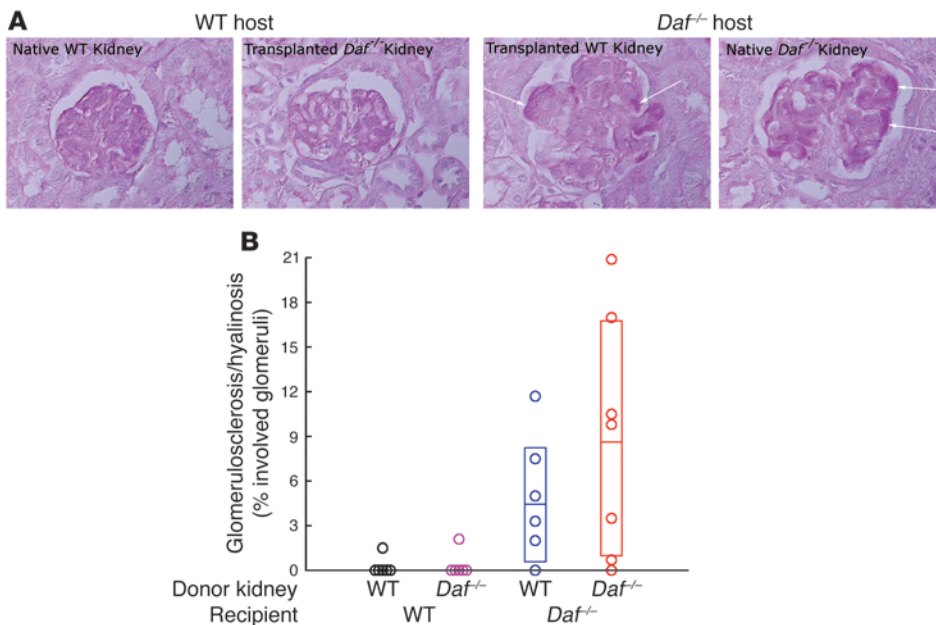 A
WT host
Daf–/– host
Native WT Kidney
Transplanted Daf-/-Kidney
Transplanted WT Kidney
Native Daf-/-Kidney
B
Glomerulosclerosis/hyalinosis
(% involved glomeruli)
21
18
15
12
9
6
3
0
Donor kidney WT Daf–/– WT Daf–/–
Recipient WT Daf–/–